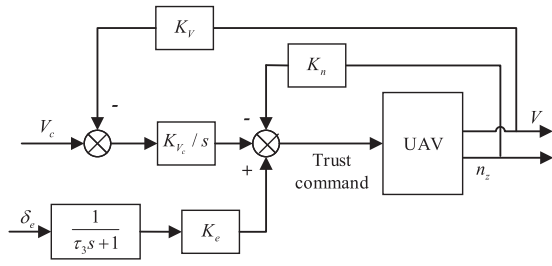 K_V
K_n
-
-
V_c
K_{V_c} / s
UAV
V
+
Trust
command
n_z
δ_e
1
τ_3 s + 1
K_e